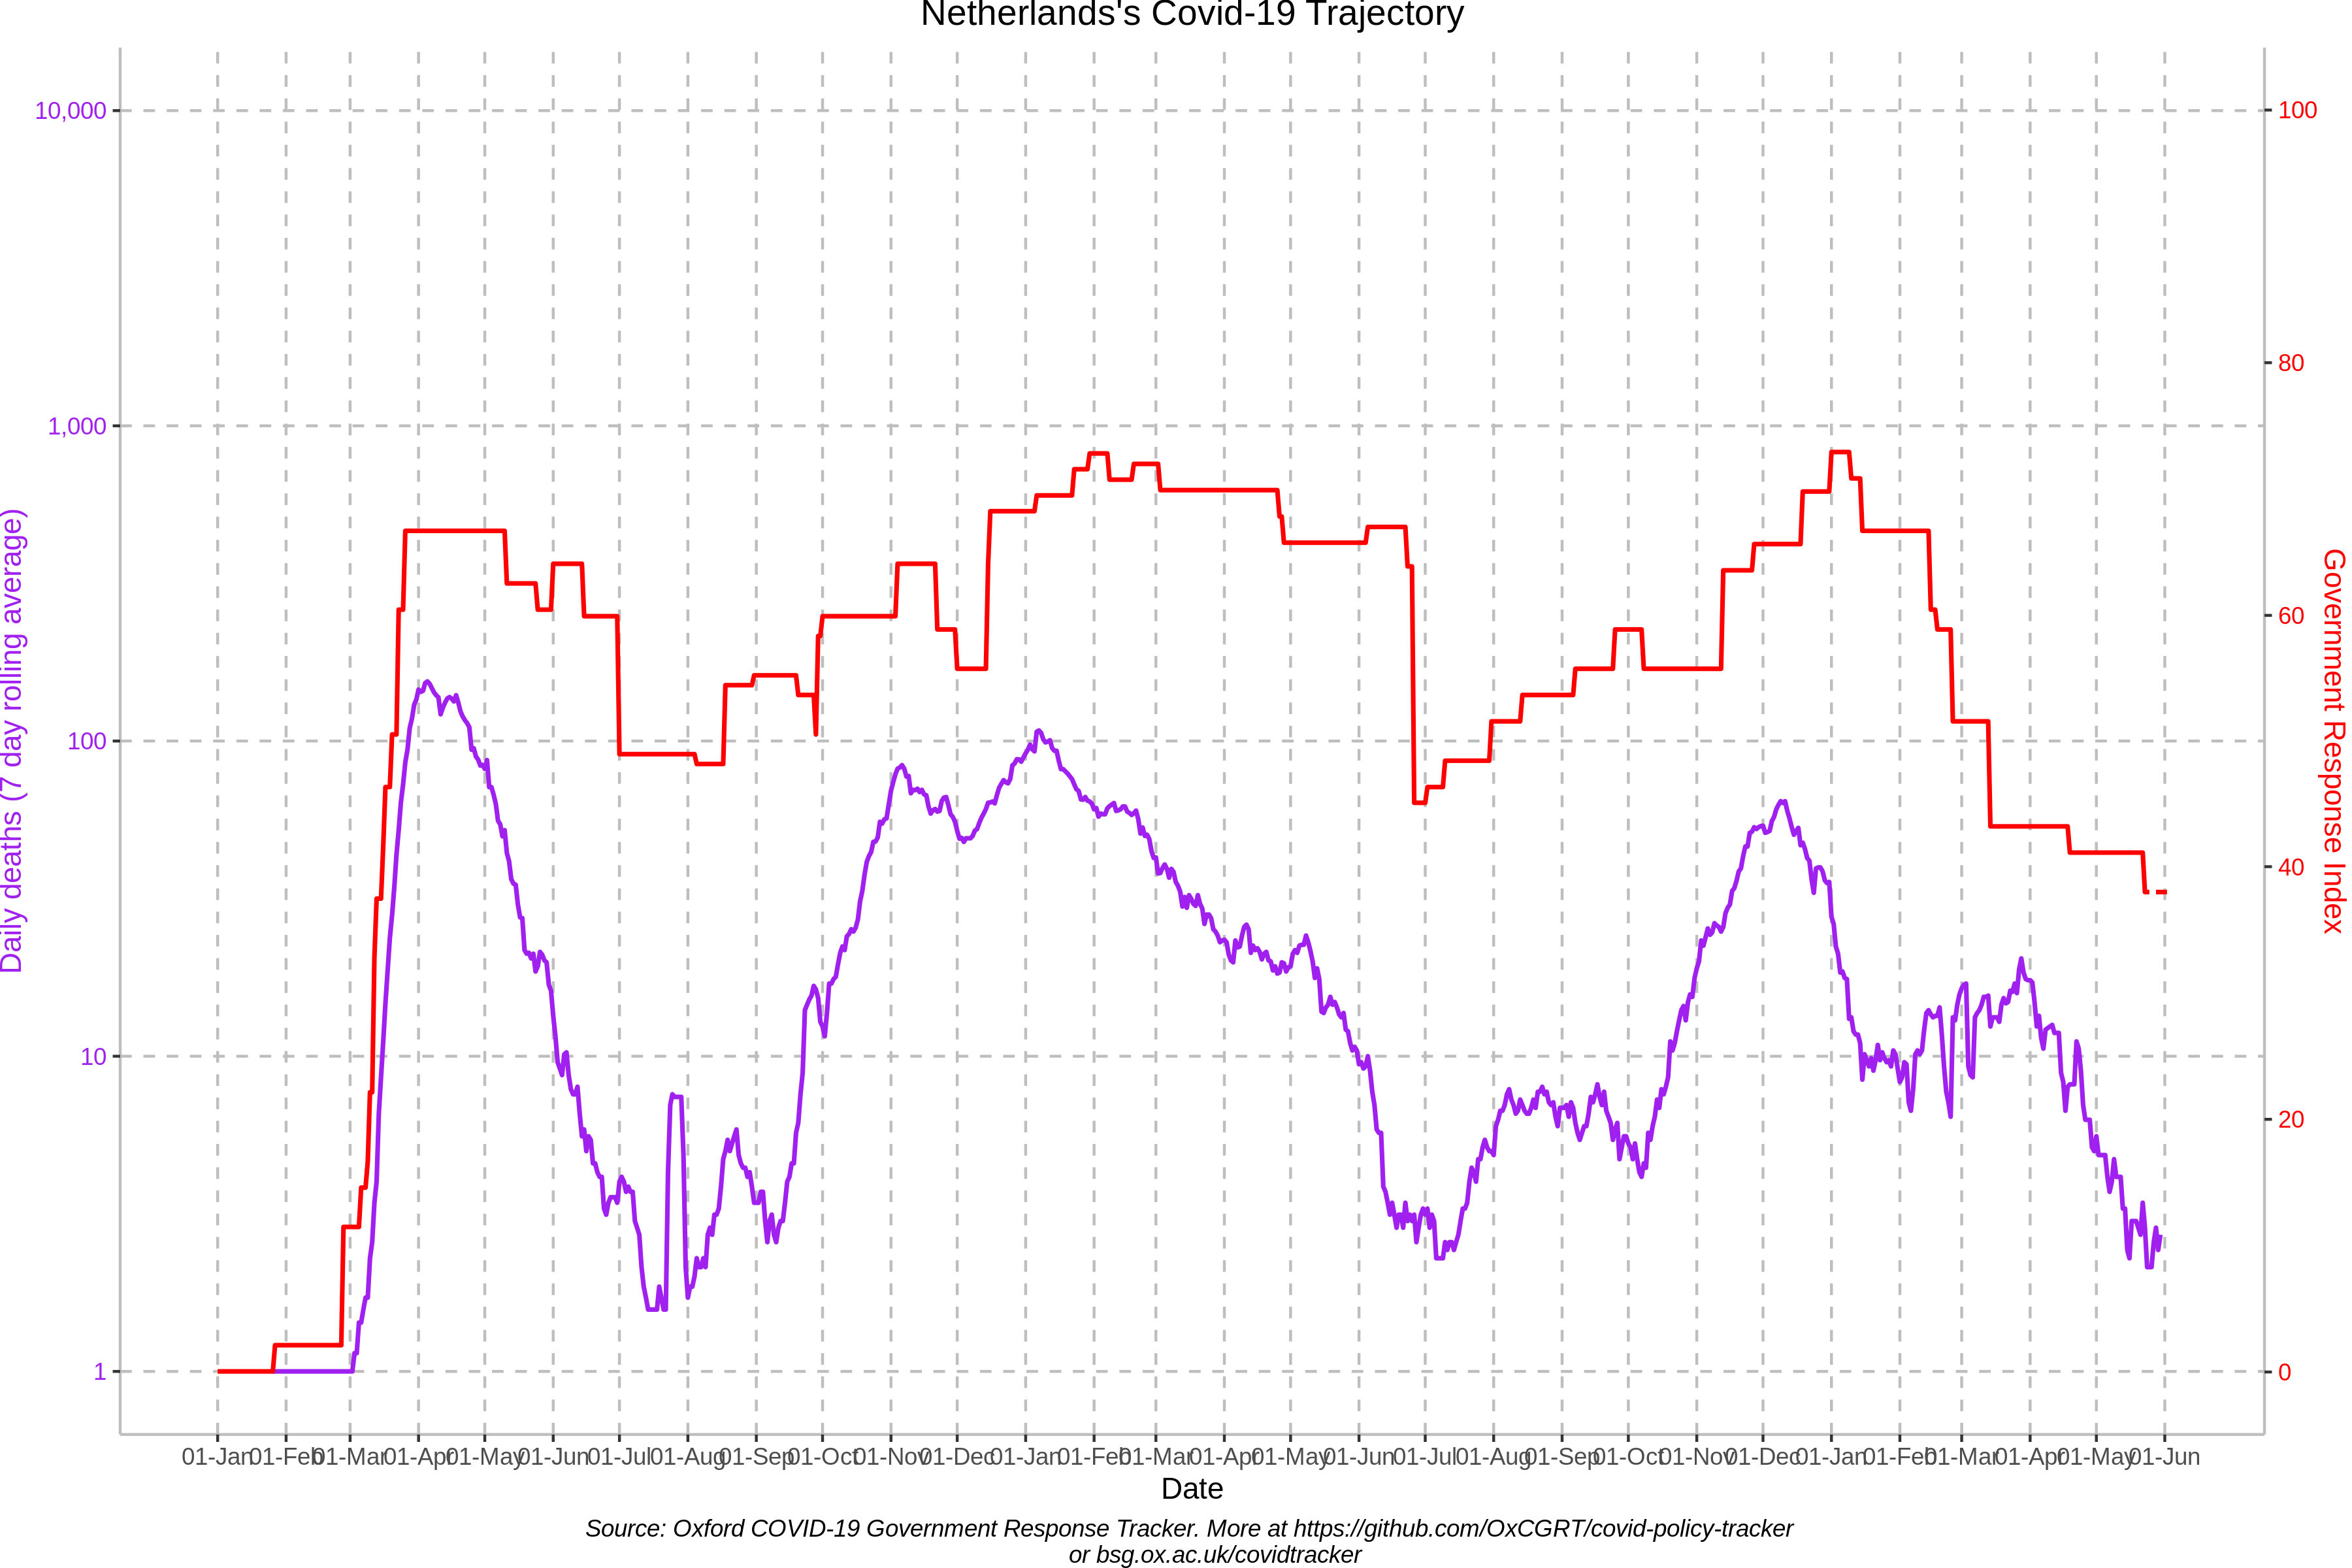 Netherlands's Covid-19 Trajectory
10,000
1,000
100
10
1
Daily deaths (7 day rolling average)
100
80
60
40
20
0
Government Response Index
01-Jan 01-Feb 01-Mar 01-Apr 01-May 01-Jun 01-Jul 01-Aug 01-Sep 01-Oct 01-Nov 01-Dec 01-Jan 01-Feb 01-Mar 01-Apr 01-May 01-Jun 01-Jul 01-Aug 01-Sep 01-Oct 01-Nov 01-Dec 01-Jan 01-Feb 01-Mar 01-Apr 01-May 01-Jun
Date
Source: Oxford COVID-19 Government Response Tracker. More at https://github.com/OxCGRT/covid-policy-tracker
or bsg.ox.ac.uk/covidtracker